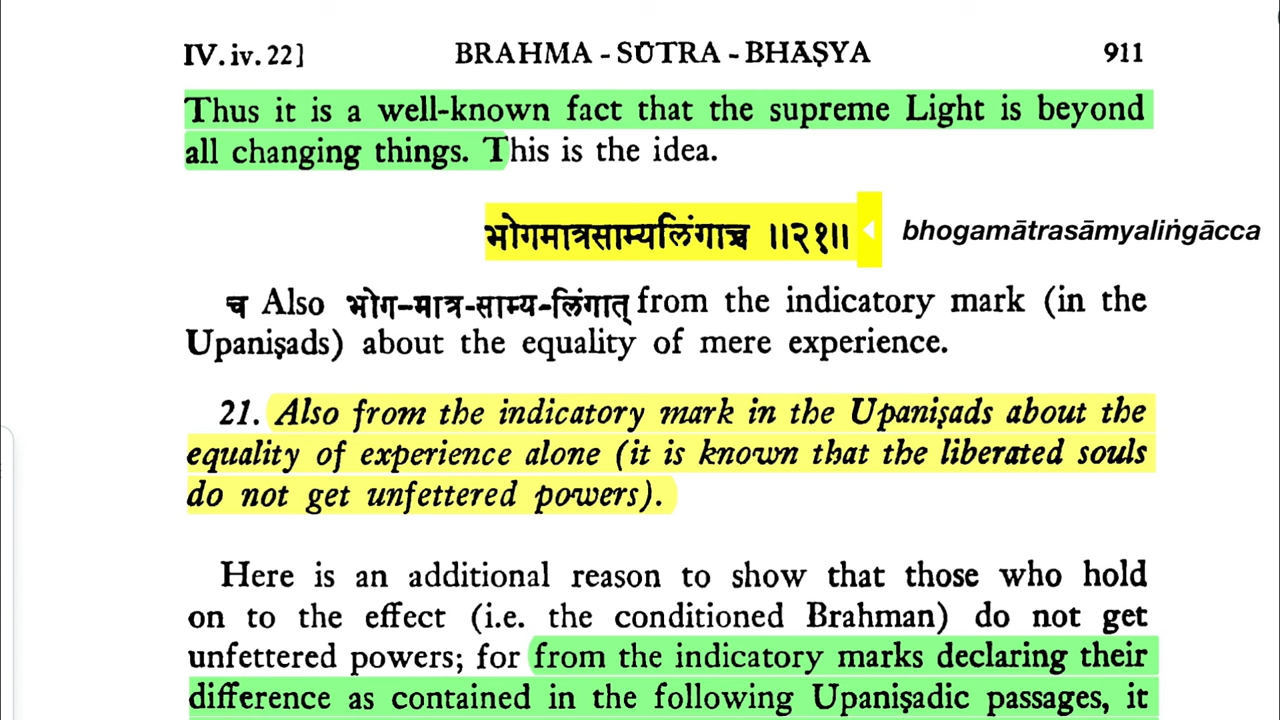 IV. iv. 22] BRAHMA - SŪTRA - BHĀṢYA 911
Thus it is a well-known fact that the supreme Light is beyond
all changing things. This is the idea.
भोगमात्रसाम्यलिंगाच्च ॥२१॥ bhogamātrasāmyaliṅgācca
च Also भोग-मात्र-साम्य-लिंगात् from the indicatory mark (in the
Upaniṣads) about the equality of mere experience.
21. Also from the indicatory mark in the Upaniṣads about the
equality of experience alone (it is known that the liberated souls
do not get unfettered powers).
Here is an additional reason to show that those who hold
on to the effect (i.e. the conditioned Brahman) do not get
unfettered powers; for from the indicatory marks declaring their
difference as contained in the following Upaniṣadic passages, it